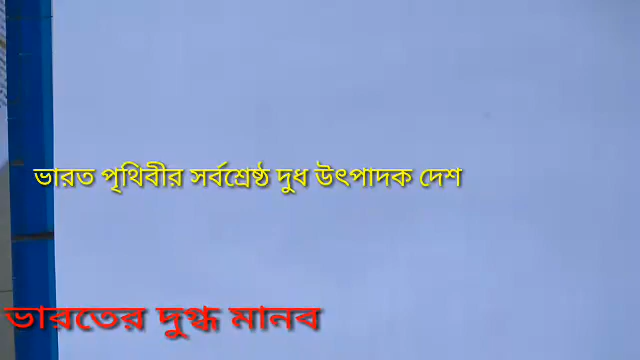 ভারত পৃথিবীর সর্বশ্রেষ্ঠ দুধ উৎপাদক দেশ
ভারতের দুগ্ধ মানব